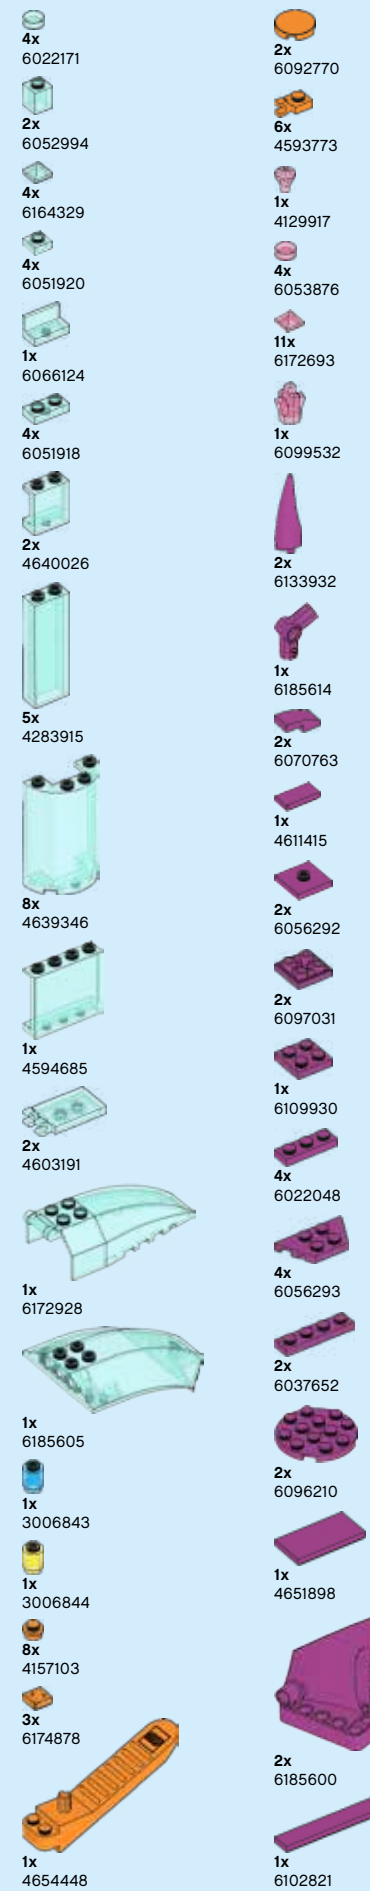 4x
6022171
2x
6052994
4x
6164329
4x
6051920
1x
6066124
4x
6051918
2x
4640026
5x
4283915
8x
4639346
1x
4594685
2x
4603191
1x
6172928
1x
6185605
1x
3006843
1x
3006844
8x
4157103
3x
6174878
1x
4654448
2x
6092770
6x
4593773
1x
4129917
4x
6053876
11x
6172693
1x
6099532
2x
6133932
1x
6185614
2x
6070763
1x
4611415
2x
6056292
2x
6097031
1x
6109930
4x
6022048
4x
6056293
2x
6037652
2x
6096210
1x
4651898
2x
6185600
1x
6102821